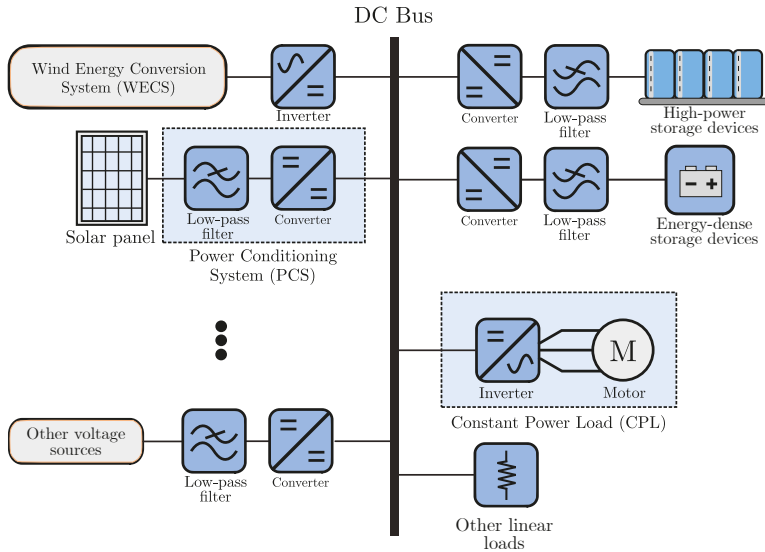 DC Bus
Wind Energy Conversion
System (WECS)
Inverter
Converter
Low-pass
filter
High-power
storage devices
Solar panel
Low-pass
filter
Converter
Power Conditioning
System (PCS)
Converter
Low-pass
filter
Energy-dense
storage devices
Inverter
M
Motor
Constant Power Load (CPL)
Other voltage
sources
Low-pass
filter
Converter
Other linear
loads